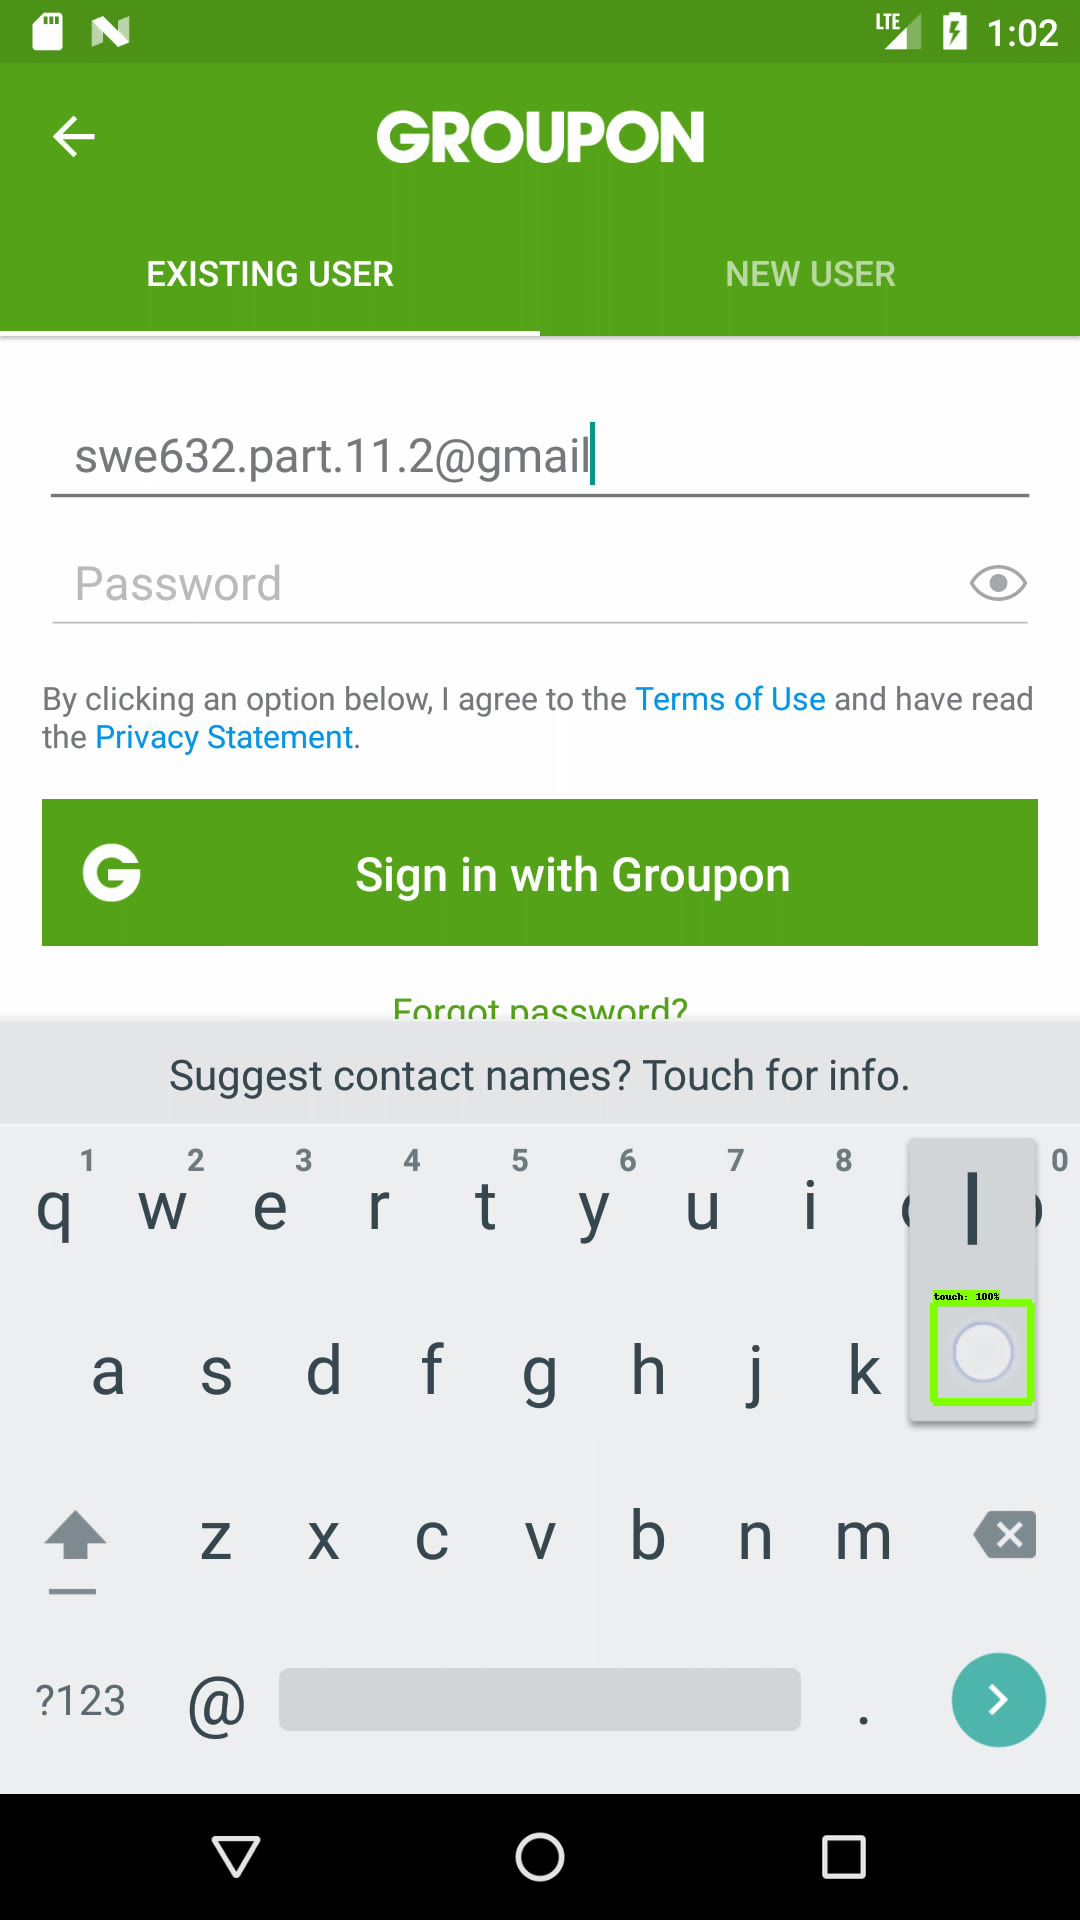 LTE 1:02
GROUPON
EXISTING USER NEW USER
swe632.part.11.2@gmail
Password
By clicking an option below, I agree to the Terms of Use and have read
the Privacy Statement.
G Sign in with Groupon
Forgot password?
Suggest contact names? Touch for info.
1 2 3 4 5 6 7 8 0
q w e r t y u i l
touch: 100%
a s d f g h j k
z x c v b n m
?123 @ .